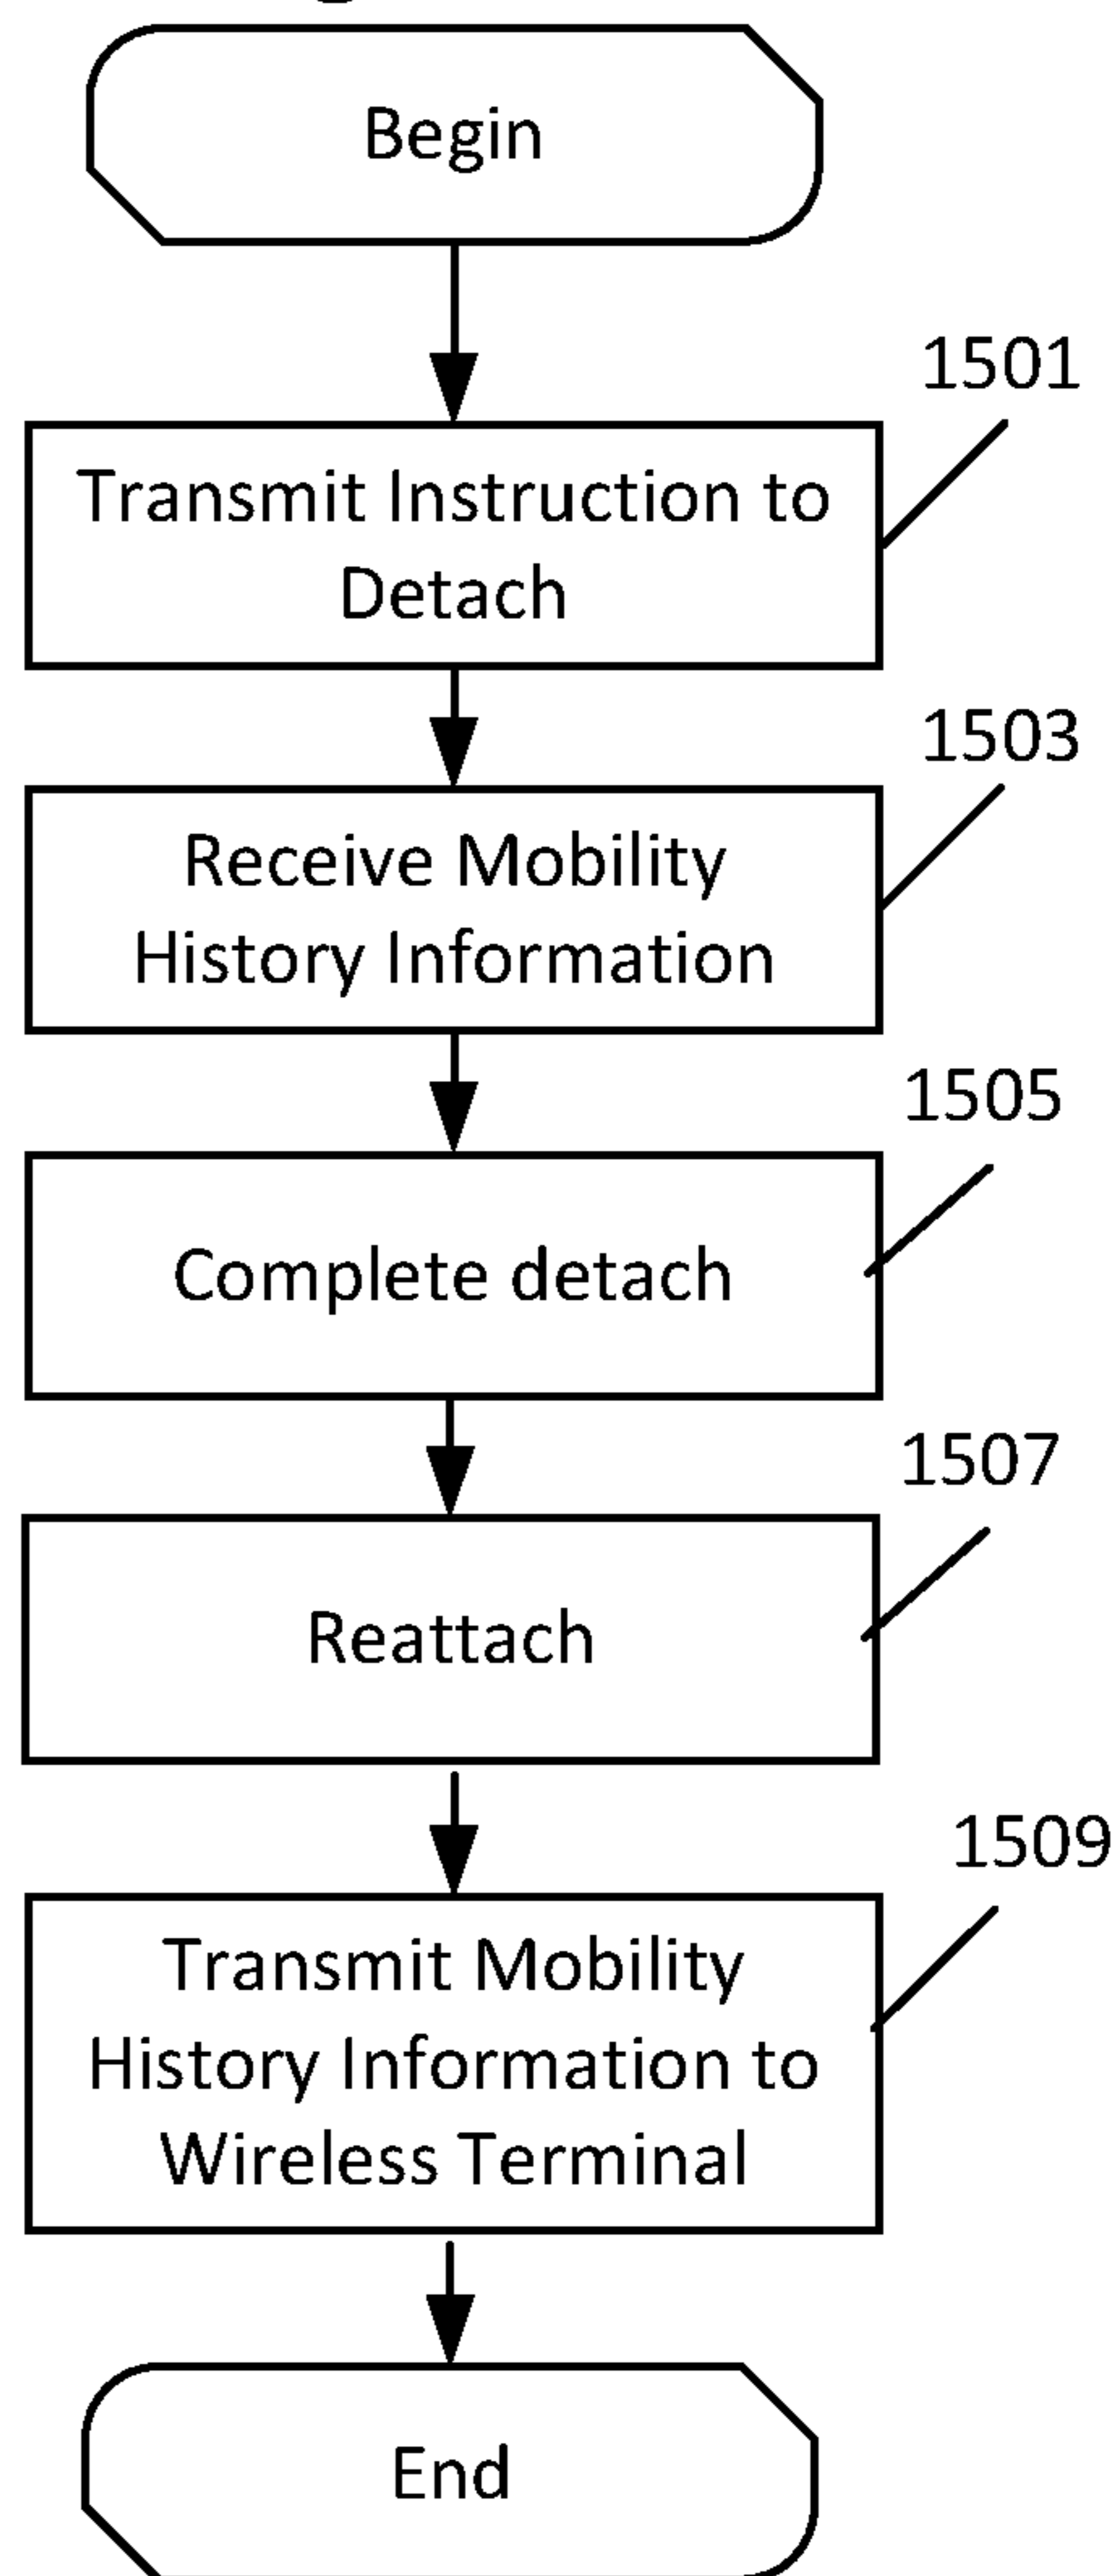 Begin
1501
Transmit Instruction to
Detach
1503
Receive Mobility
History Information
1505
Complete detach
1507
Reattach
1509
Transmit Mobility
History Information to
Wireless Terminal
End